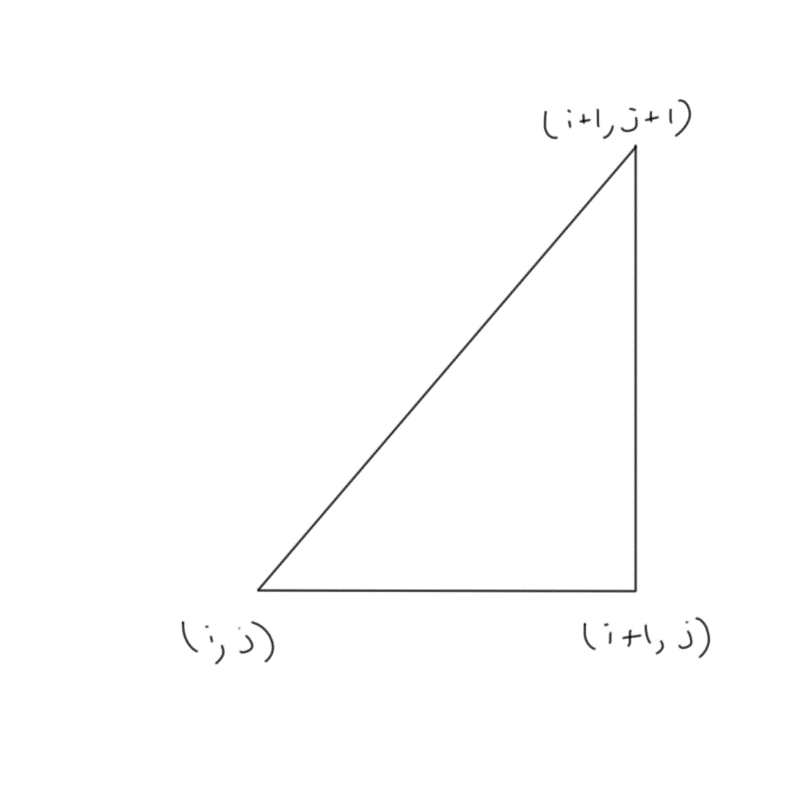 (i+1, j+1)
(i, j)
(i+1, j)